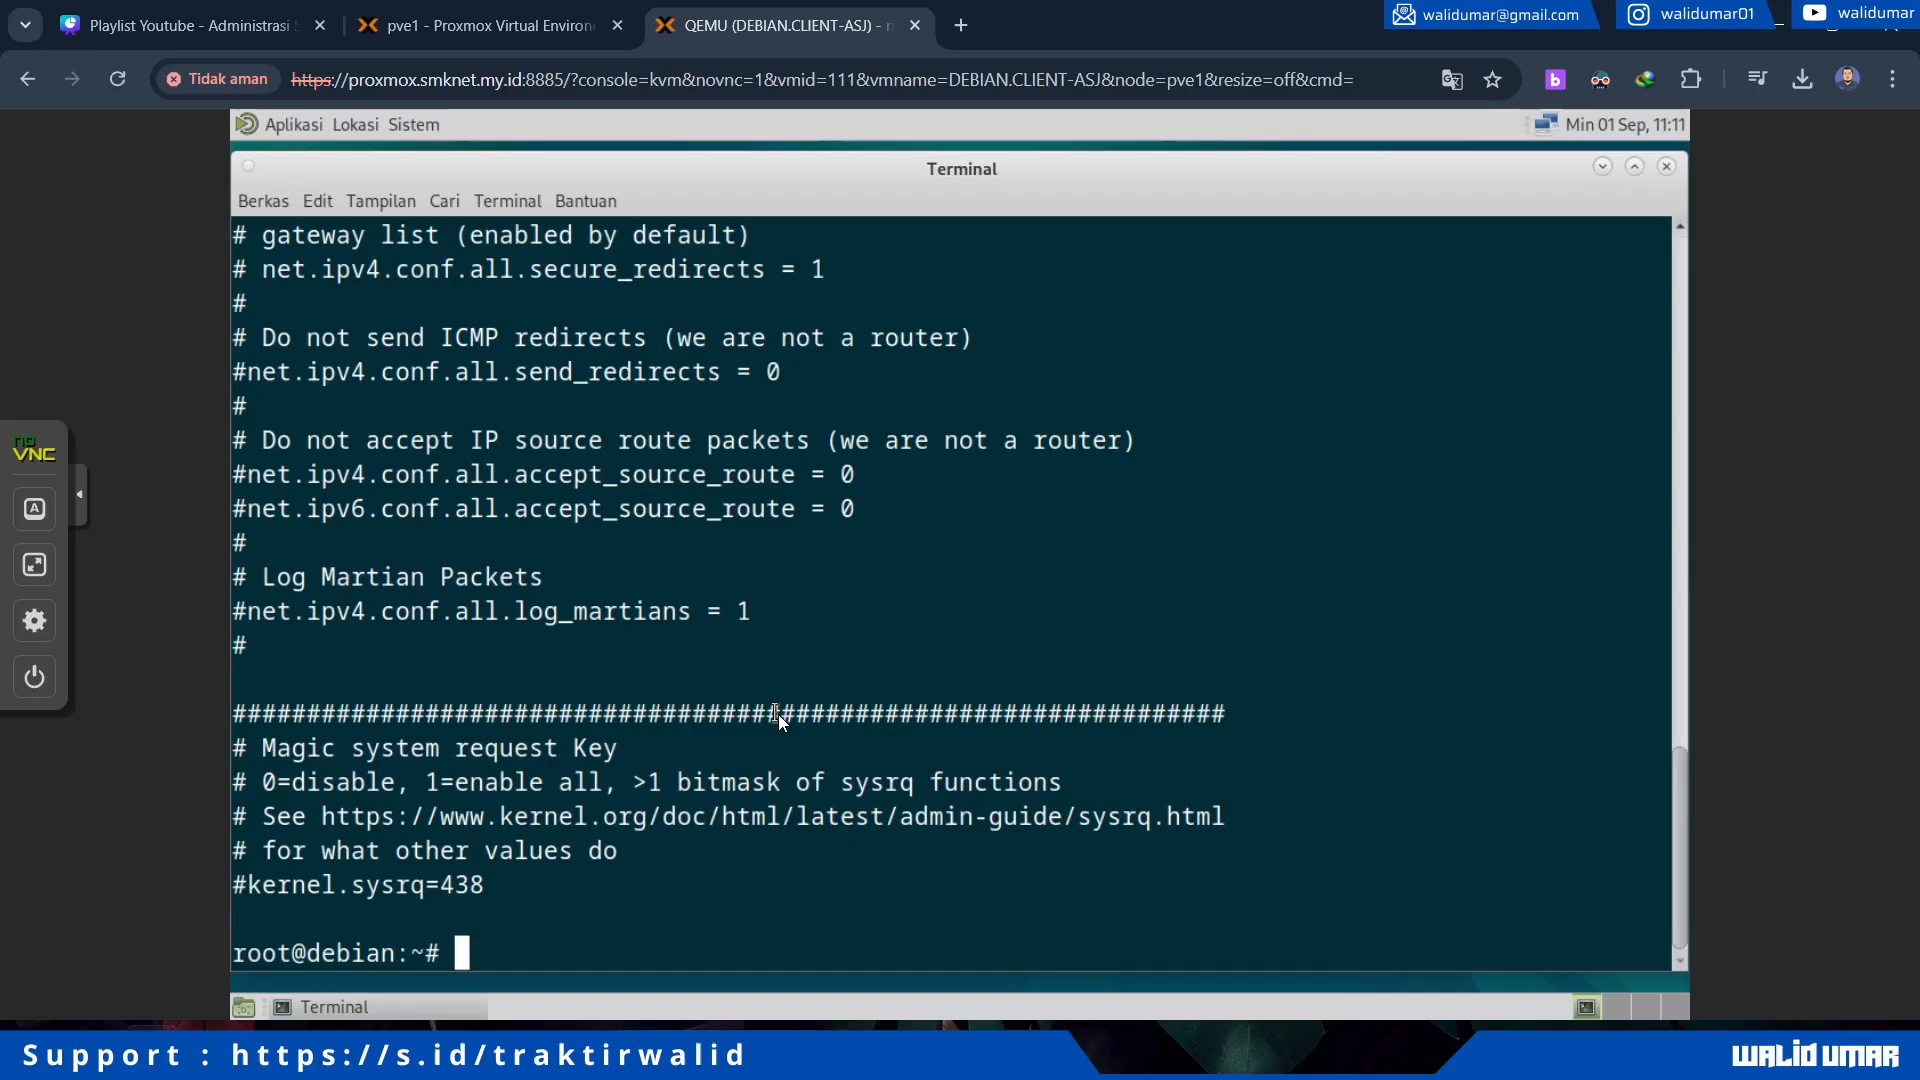 Playlist Youtube - Administrasi S
pve1 - Proxmox Virtual Environ
QEMU (DEBIAN.CLIENT-ASJ) - n
walidumar@gmail.com
walidumar01
walidumar
Tidak aman
https://proxmox.smknet.my.id:8885/?console=kvm&novnc=1&vmid=111&vmname=DEBIAN.CLIENT-ASJ&node=pve1&resize=off&cmd=
Aplikasi Lokasi Sistem
Min 01 Sep, 11:11
Terminal
Berkas Edit Tampilan Cari Terminal Bantuan
# gateway list (enabled by default)
# net.ipv4.conf.all.secure_redirects = 1
#
# Do not send ICMP redirects (we are not a router)
#net.ipv4.conf.all.send_redirects = 0
#
# Do not accept IP source route packets (we are not a router)
#net.ipv4.conf.all.accept_source_route = 0
#net.ipv6.conf.all.accept_source_route = 0
#
# Log Martian Packets
#net.ipv4.conf.all.log_martians = 1
#
###################################################################
# Magic system request Key
# 0=disable, 1=enable all, >1 bitmask of sysrq functions
# See https://www.kernel.org/doc/html/latest/admin-guide/sysrq.html
# for what other values do
#kernel.sysrq=438
root@debian:~#
no
VNC
A
Terminal
Support : https://s.id/traktirwalid
WALID UMAR